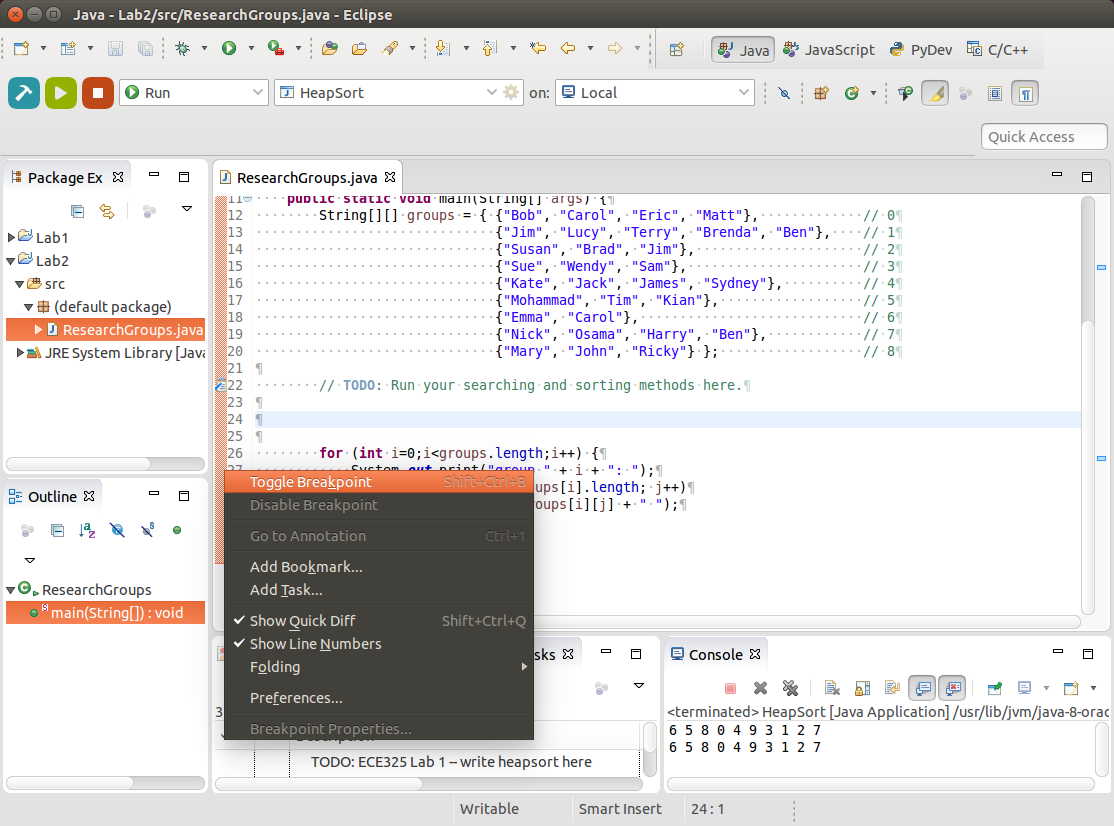 Java - Lab2/src/ResearchGroups.java - Eclipse
Java JavaScript PyDev C/C++
Run HeapSort on: Local
Quick Access
Package Ex
Lab1
Lab2
src
(default package)
ResearchGroups.java
JRE System Library [Java
Outline
ResearchGroups
main(String[]) : void
ResearchGroups.java
11 public static void main(String[] args) {¶
12 String[][] groups = { {"Bob", "Carol", "Eric", "Matt"}, // 0¶
13 {"Jim", "Lucy", "Terry", "Brenda", "Ben"}, // 1¶
14 {"Susan", "Brad", "Jim"}, // 2¶
15 {"Sue", "Wendy", "Sam"}, // 3¶
16 {"Kate", "Jack", "James", "Sydney"}, // 4¶
17 {"Mohammad", "Tim", "Kian"}, // 5¶
18 {"Emma", "Carol"}, // 6¶
19 {"Nick", "Osama", "Harry", "Ben"}, // 7¶
20 {"Mary", "John", "Ricky"} }; // 8¶
21 ¶
22 // TODO: Run your searching and sorting methods here.¶
23 ¶
24 ¶
25 ¶
26 for (int i=0;i<groups.length;i++) {¶
27 System.out.print("group " + i + ": ");¶
ups[i].length; j++)¶
oups[i][j] + " ");¶
Toggle Breakpoint Shift+Ctrl+B
Disable Breakpoint
Go to Annotation Ctrl+1
Add Bookmark...
Add Task...
Show Quick Diff Shift+Ctrl+Q
Show Line Numbers
Folding
Preferences...
Breakpoint Properties...
sks
3
Description
TODO: ECE325 Lab 1 -- write heapsort here
Console
<terminated> HeapSort [Java Application] /usr/lib/jvm/java-8-orac
6 5 8 0 4 9 3 1 2 7
6 5 8 0 4 9 3 1 2 7
Writable Smart Insert 24 : 1